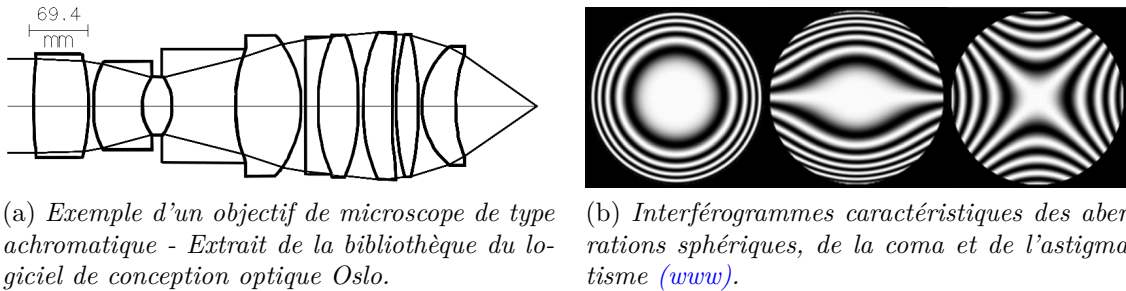 69.4
mm
(a) Exemple d'un objectif de microscope de type
achromatique - Extrait de la bibliothèque du lo-
giciel de conception optique Oslo.
(b) Interférogrammes caractéristiques des aber-
rations sphériques, de la coma et de l'astigma-
tisme (www).